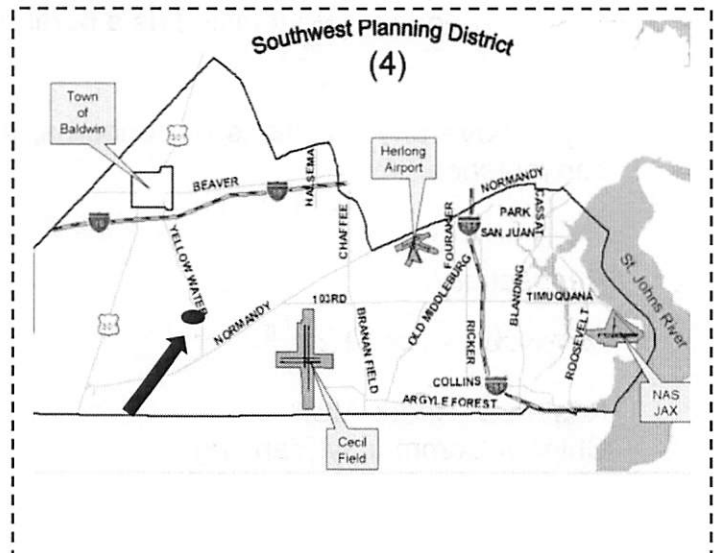 Southwest Planning District
(4)
Town
of
Baldwin
Herlong
Airport
BEAVER
HALSEMA
CHAFFEE
NORMANDY
PARK
CASSAT
SAN JUAN
FOURAKER
YELLOW WATER
NORMANDY
103RD
BRANAN FIELD
OLD MIDDLEBURG
RICKER
BLANDING
TIMUQUANA
ROOSEVELT
St. Johns River
COLLINS
ARGYLE FOREST
Cecil
Field
NAS
JAX